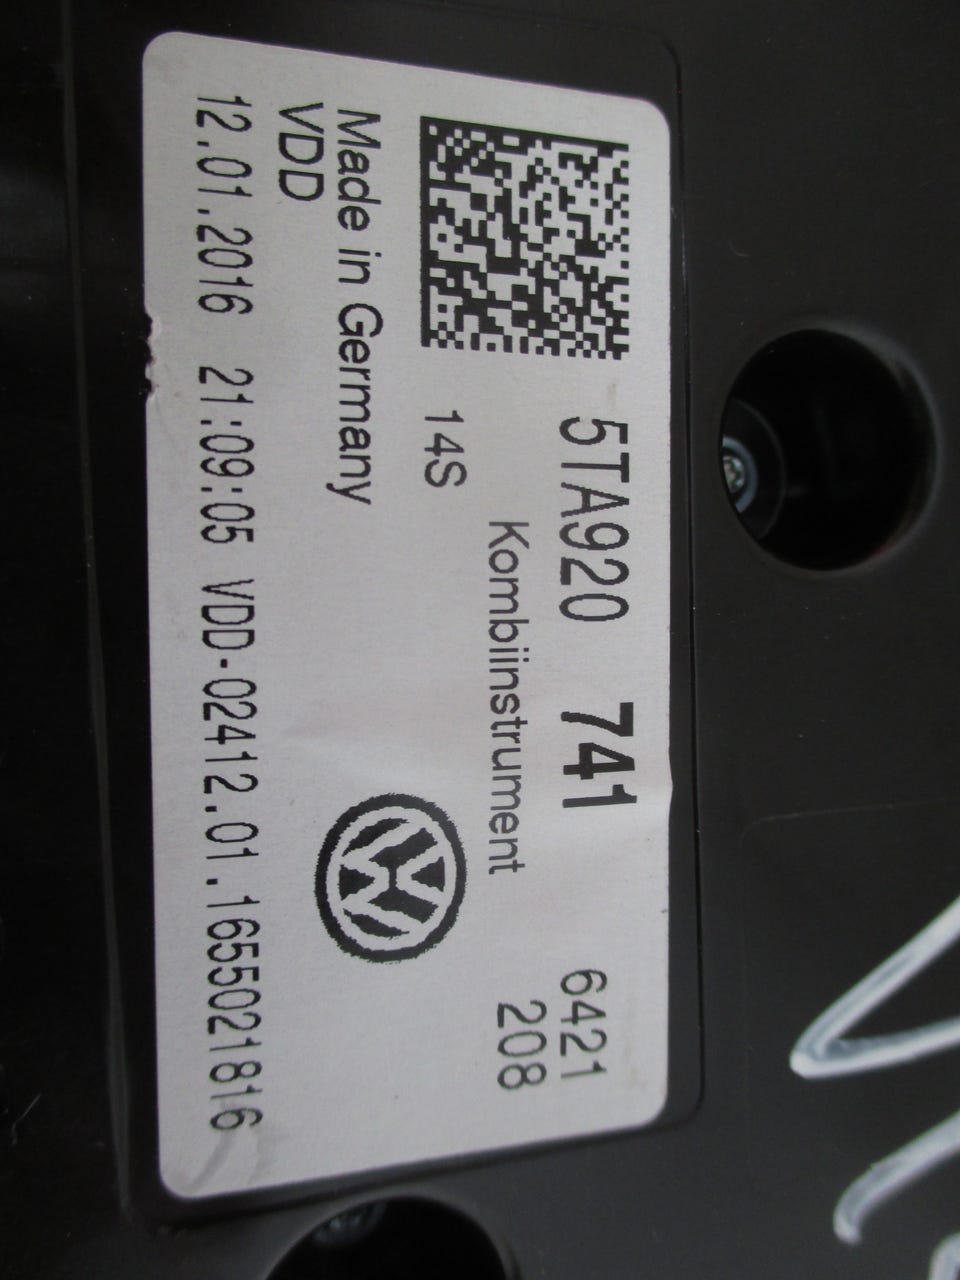 5TA920 741 6421
Kombiinstrument 208
14S
Made in Germany
VDD
12.01.2016 21:09:05 VDD-02412.01.1655021816